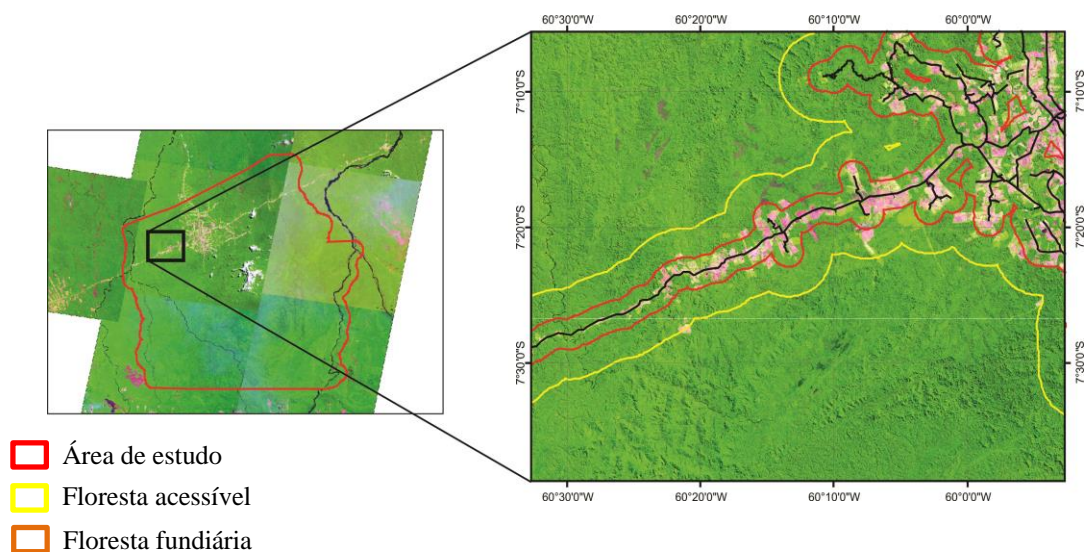 60°30'0"W 60°20'0"W 60°10'0"W 60°0'0"W
7°10'0"S 7°10'0"S
7°20'0"S 7°20'0"S
7°30'0"S 7°30'0"S
60°30'0"W 60°20'0"W 60°10'0"W 60°0'0"W
Área de estudo
Floresta acessível
Floresta fundiária